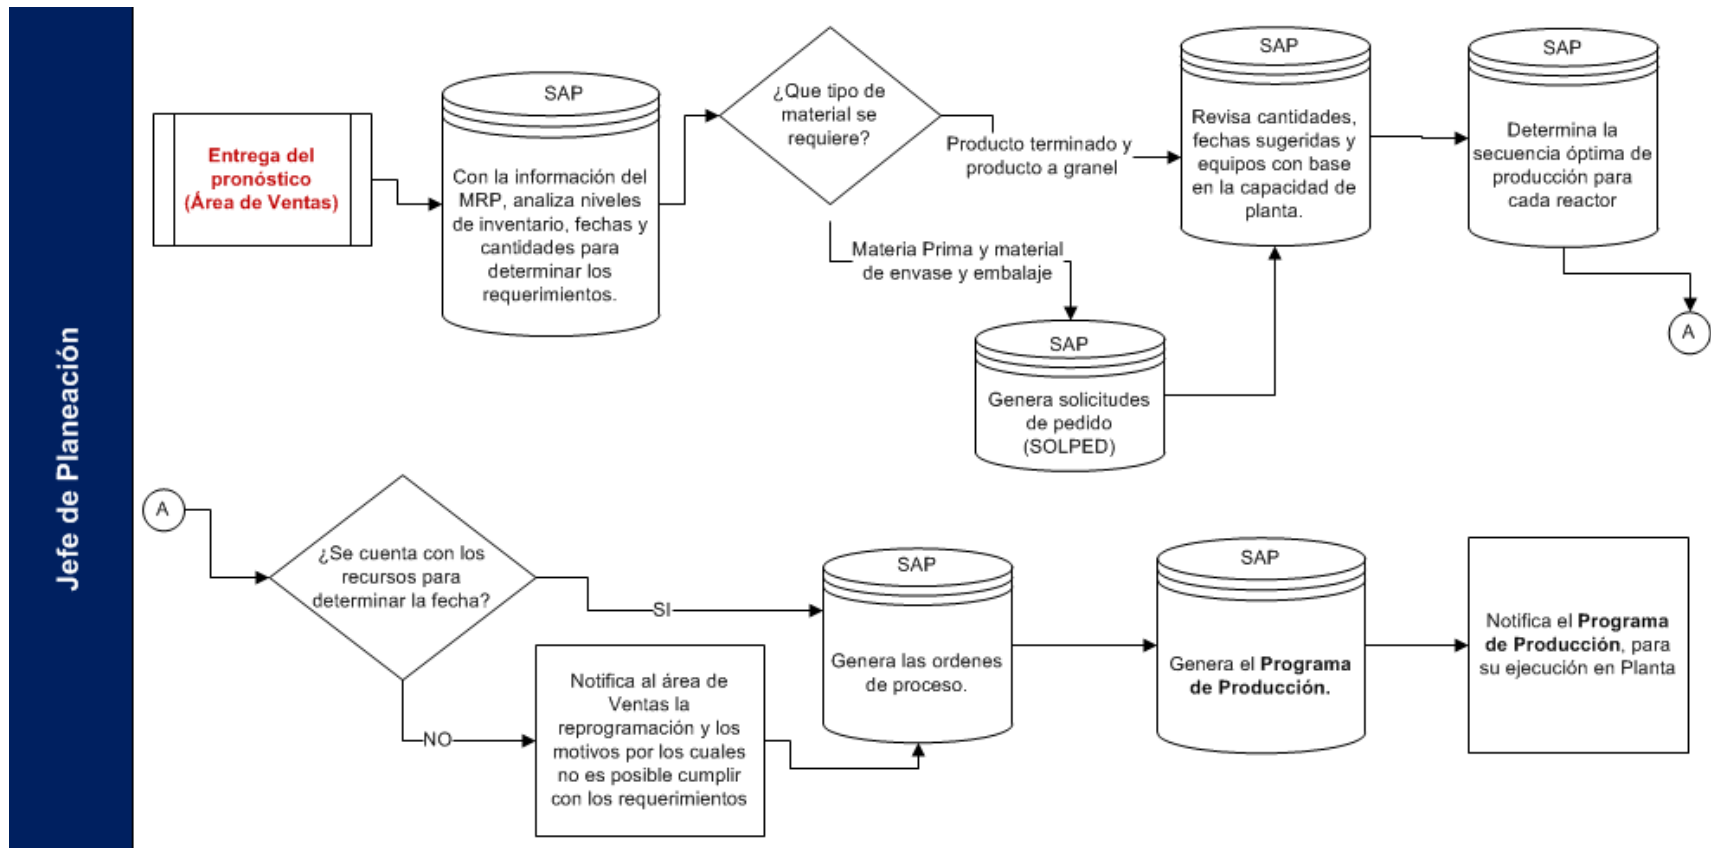 Jefe de Planeación
Entrega del
pronóstico
(Área de Ventas)
SAP
Con la información del
MRP, analiza niveles
de inventario, fechas y
cantidades para
determinar los
requerimientos.
¿Que tipo de
material se
requiere?
Producto terminado y
producto a granel
Materia Prima y material
de envase y embalaje
SAP
Genera solicitudes
de pedido
(SOLPED)
SAP
Revisa cantidades,
fechas sugeridas y
equipos con base
en la capacidad de
planta.
SAP
Determina la
secuencia óptima de
producción para
cada reactor
A
A
¿Se cuenta con los
recursos para
determinar la fecha?
SI
NO
Notifica al área de
Ventas la
reprogramación y los
motivos por los cuales
no es posible cumplir
con los requerimientos
SAP
Genera las ordenes
de proceso.
SAP
Genera el Programa
de Producción.
Notifica el Programa
de Producción, para
su ejecución en Planta